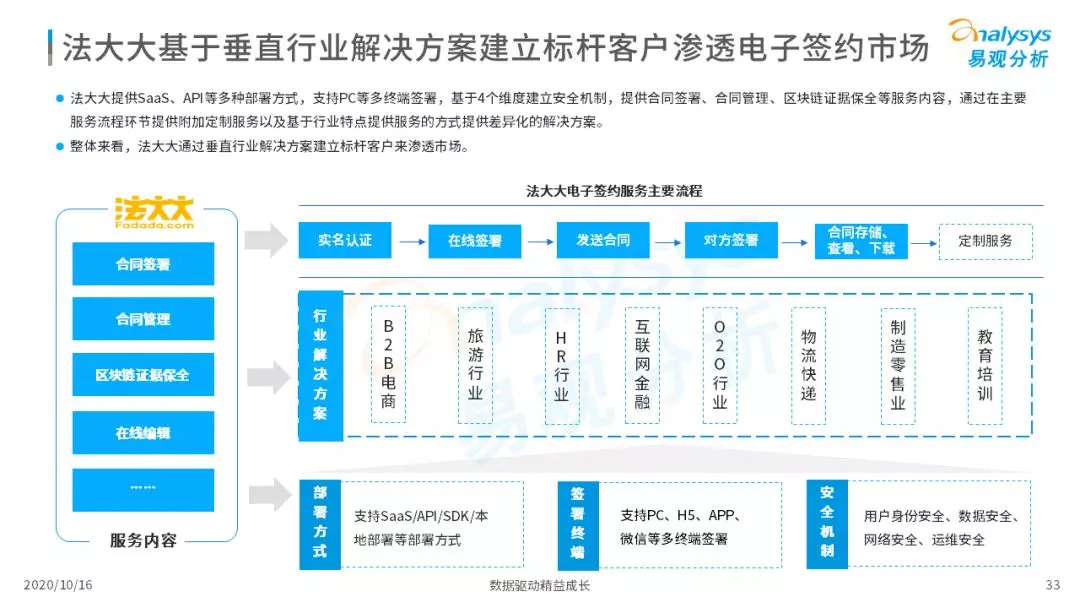 法大大基于垂直行业解决方案建立标杆客户渗透电子签约市场
analysys
易观分析
法大大提供SaaS、API等多种部署方式，支持PC等多终端签署，基于4个维度建立安全机制，提供合同签署、合同管理、区块链证据保全等服务内容，通过在主要
服务流程环节提供附加定制服务以及基于行业特点提供服务的方式提供差异化的解决方案。
整体来看，法大大通过垂直行业解决方案建立标杆客户来渗透市场。
法大大
Fadada.com
合同签署
合同管理
区块链证据保全
在线编辑
……
服务内容
法大大电子签约服务主要流程
实名认证
在线签署
发送合同
对方签署
合同存储、
查看、下载
定制服务
行业解决方案
B2B电商
旅游行业
HR行业
互联网金融
O2O行业
物流快递
制造零售业
教育培训
analysys
易观分析
部署方式
支持SaaS/API/SDK/本
地部署等部署方式
签署终端
支持PC、H5、APP、
微信等多终端签署
安全机制
用户身份安全、数据安全、
网络安全、运维安全
2020/10/16
数据驱动精益成长
33